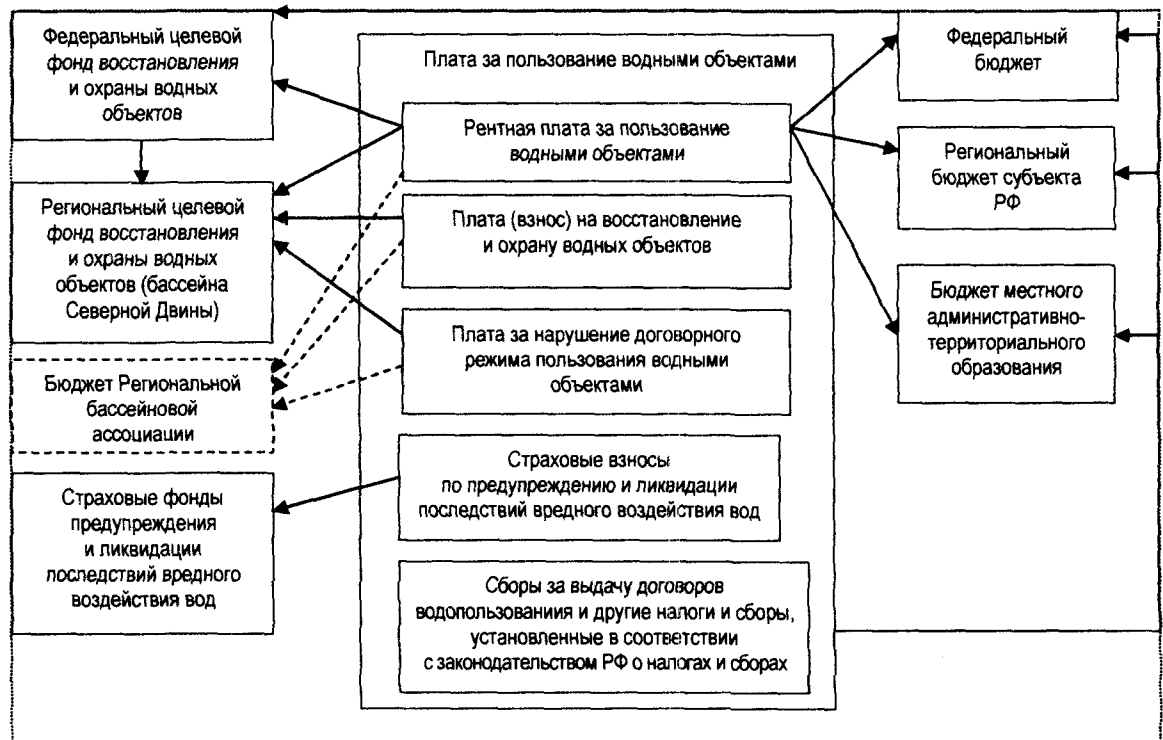 Федеральный целевой
фонд восстановления
и охраны водных
объектов
Региональный целевой
фонд восстановления
и охраны водных
объектов (бассейна
Северной Двины)
Бюджет Региональной
бассейновой
ассоциации
Страховые фонды
предупреждения
и ликвидации
последствий вредного
воздействия вод
Плата за пользование водными объектами
Рентная плата за пользование
водными объектами
Плата (взнос) на восстановление
и охрану водных объектов
Плата за нарушение договорного
режима пользования водными
объектами
Страховые взносы
по предупреждению и ликвидации
последствий вредного воздействия вод
Сборы за выдачу договоров
водопользованиия и другие налоги и сборы,
установленные в соответствии
с законодательством РФ о налогах и сборах
Федеральный
бюджет
Региональный
бюджет субъекта
РФ
Бюджет местного
административно-
территориального
образования